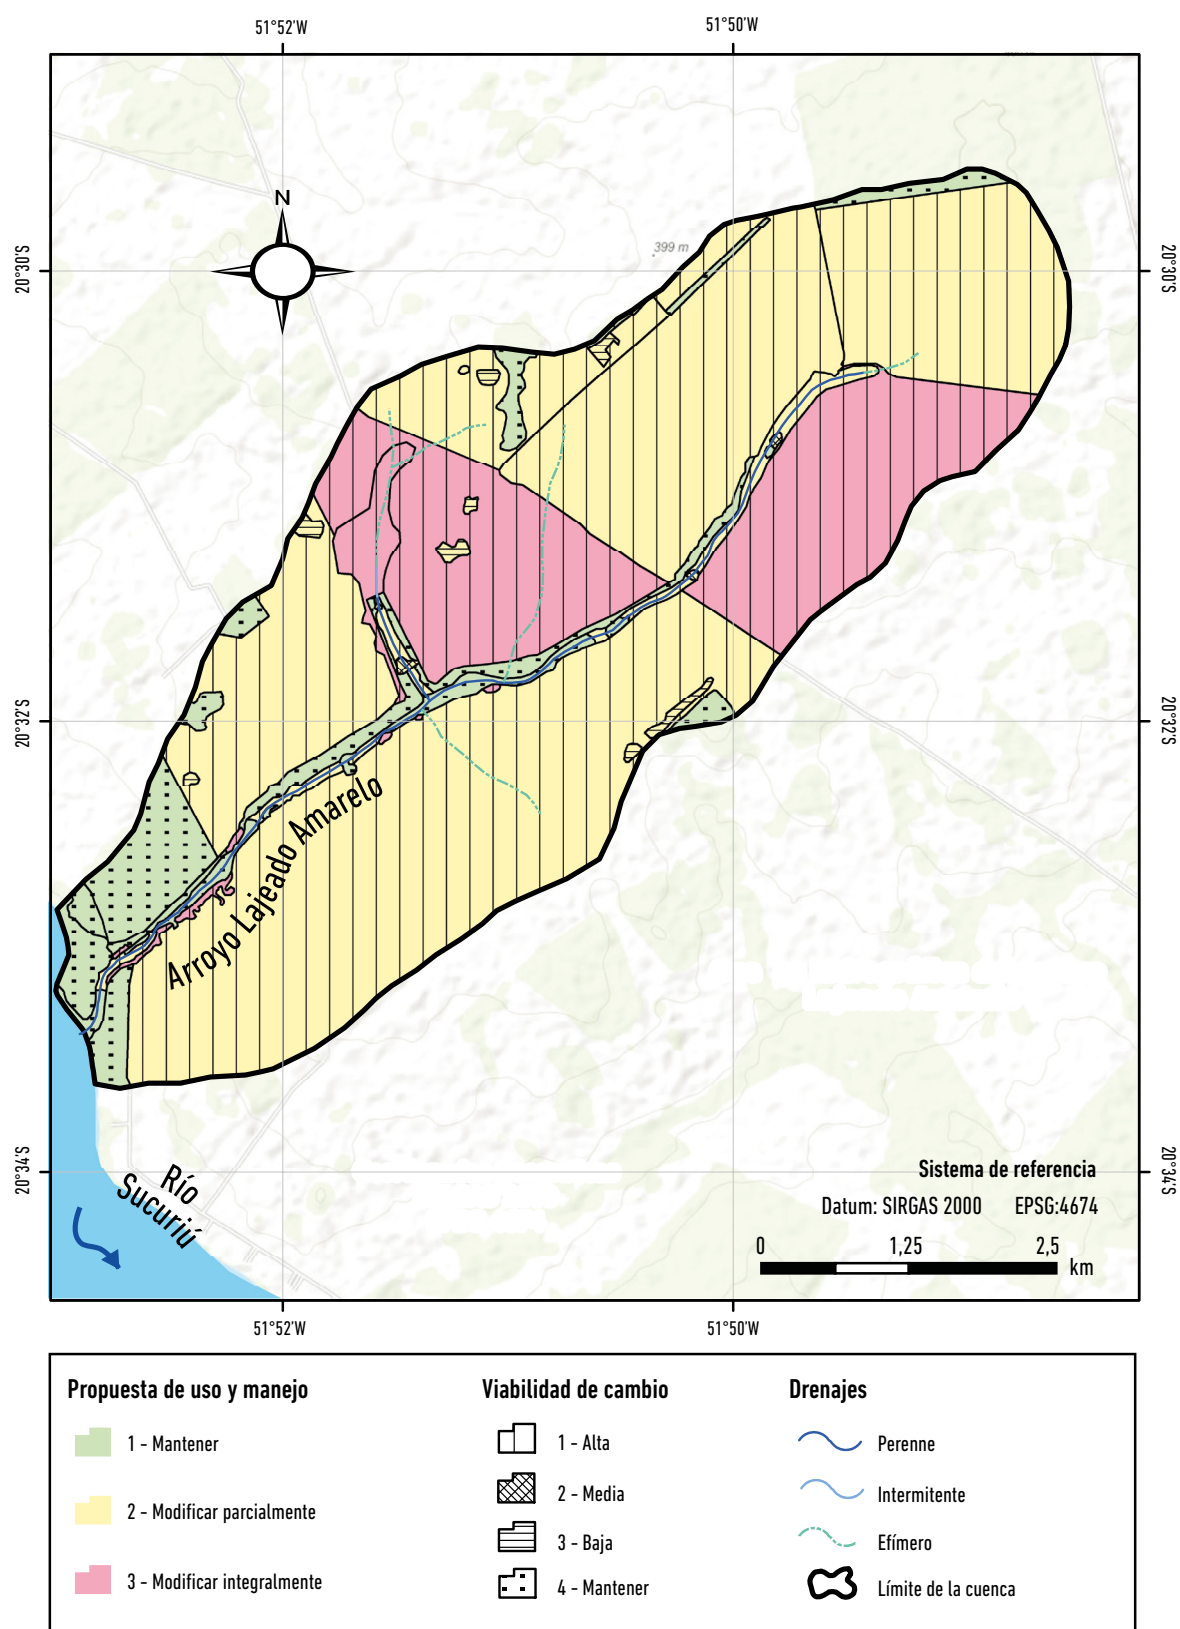 51°52'W
51°50'W
N
399 m
20°30'S
20°30'S
20°32'S
20°32'S
Arroyo Lajeado Amarelo
20°34'S
20°34'S
Río
Sucuriú
Sistema de referencia
Datum: SIRGAS 2000 EPSG:4674
0 1,25 2,5
km
51°52'W
51°50'W
Propuesta de uso y manejo
1 - Mantener
2 - Modificar parcialmente
3 - Modificar integralmente
Viabilidad de cambio
1 - Alta
2 - Media
3 - Baja
4 - Mantener
Drenajes
Perenne
Intermitente
Efímero
Límite de la cuenca